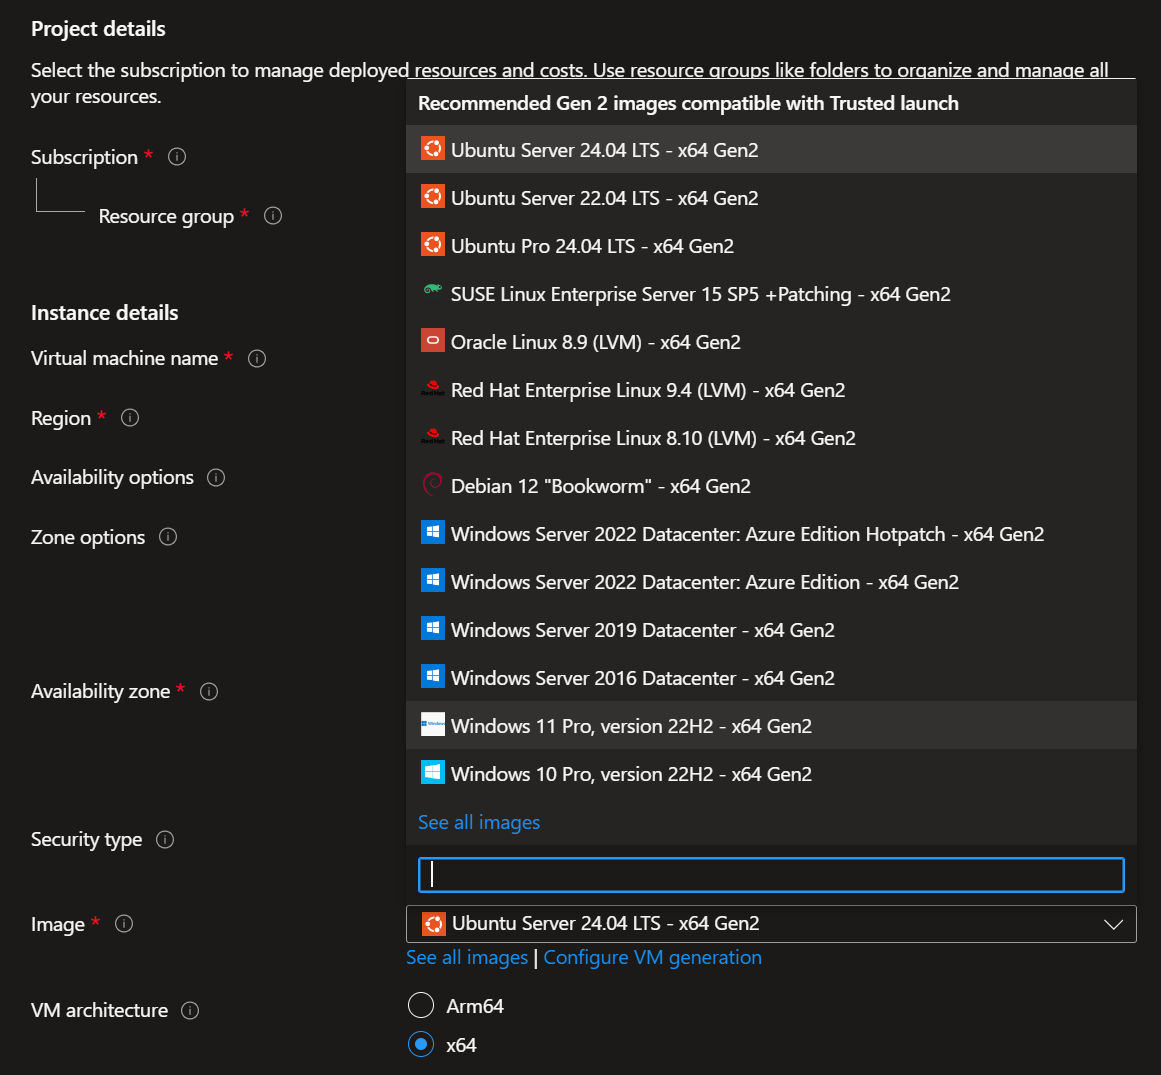 Project details
Select the subscription to manage deployed resources and costs. Use resource groups like folders to organize and manage all
your resources.
Subscription *
Resource group *
Instance details
Virtual machine name *
Region *
Availability options
Zone options
Availability zone *
Security type
Recommended Gen 2 images compatible with Trusted launch
Ubuntu Server 24.04 LTS - x64 Gen2
Ubuntu Server 22.04 LTS - x64 Gen2
Ubuntu Pro 24.04 LTS - x64 Gen2
SUSE Linux Enterprise Server 15 SP5 +Patching - x64 Gen2
Oracle Linux 8.9 (LVM) - x64 Gen2
Red Hat Enterprise Linux 9.4 (LVM) - x64 Gen2
Red Hat Enterprise Linux 8.10 (LVM) - x64 Gen2
Debian 12 "Bookworm" - x64 Gen2
Windows Server 2022 Datacenter: Azure Edition Hotpatch - x64 Gen2
Windows Server 2022 Datacenter: Azure Edition - x64 Gen2
Windows Server 2019 Datacenter - x64 Gen2
Windows Server 2016 Datacenter - x64 Gen2
Windows 11 Pro, version 22H2 - x64 Gen2
Windows 10 Pro, version 22H2 - x64 Gen2
See all images
Image *
Ubuntu Server 24.04 LTS - x64 Gen2
See all images | Configure VM generation
VM architecture
Arm64
x64